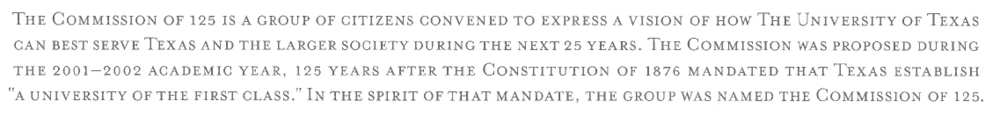 The Commission of 125 is a group of citizens convened to express a vision of how The University of Texas
can best serve Texas and the larger society during the next 25 years. The Commission was proposed during
the 2001–2002 academic year, 125 years after the Constitution of 1876 mandated that Texas establish
“a university of the first class.” In the spirit of that mandate, the group was named the Commission of 125.